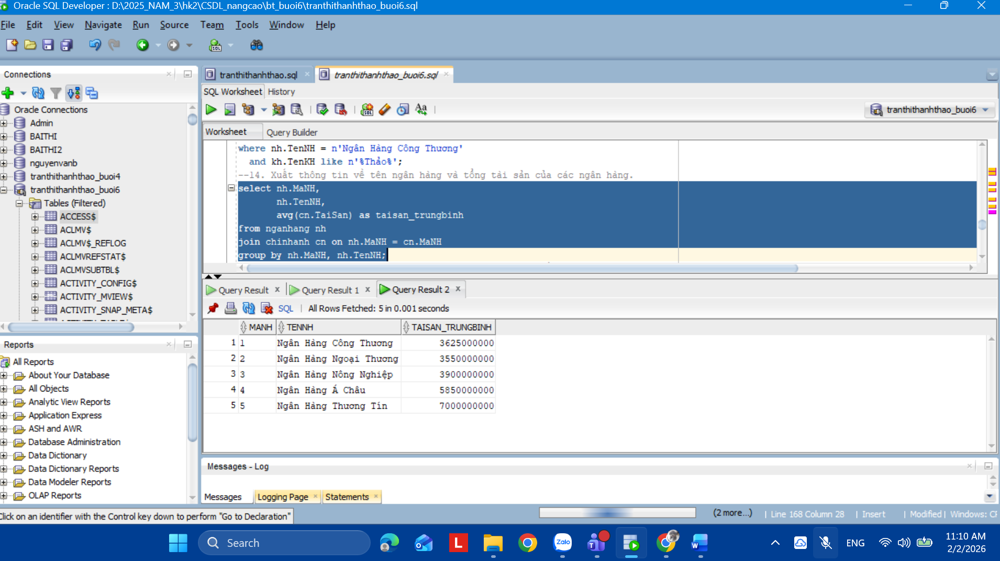 Oracle SQL Developer : D:\2025_NAM_3\hk2\CSDL_nangcao\bt_buoi6\tranthithanhthao_buoi6.sql
File Edit View Navigate Run Source Team Tools Window Help
Connections
Oracle Connections
Admin
BAITHI
BAITHI2
nguyenvanb
tranthithanhthao_buoi4
tranthithanhthao_buoi6
Tables (Filtered)
ACCESS$
ACLMV$
ACLMV$_REFLOG
ACLMVREFSTAT$
ACLMVSUBTBL$
ACTIVITY_CONFIG$
ACTIVITY_MVIEW$
ACTIVITY_SNAP_META$
Reports
All Reports
About Your Database
All Objects
Analytic View Reports
Application Express
ASH and AWR
Database Administration
Data Dictionary
Data Dictionary Reports
Data Modeler Reports
OLAP Reports
tranthithanhthao.sql tranthithanhthao_buoi6.sql
SQL Worksheet History
tranthithanhthao_buoi6
Worksheet Query Builder
where nh.TenNH = n'Ngân Hàng Công Thương'
and kh.TenKH like n'%Thảo%';
--14. Xuất thông tin về tên ngân hàng và tổng tài sản của các ngân hàng.
select nh.MaNH,
nh.TenNH,
avg(cn.TaiSan) as taisan_trungbinh
from nganhang nh
join chinhanh cn on nh.MaNH = cn.MaNH
group by nh.MaNH, nh.TenNH;
Query Result Query Result 1 Query Result 2
SQL All Rows Fetched: 5 in 0.001 seconds
MANH TENNH TAISAN_TRUNGBINH
1 1 Ngân Hàng Công Thương 3625000000
2 2 Ngân Hàng Ngoại Thương 3550000000
3 3 Ngân Hàng Nông Nghiệp 3900000000
4 4 Ngân Hàng Á Châu 5850000000
5 5 Ngân Hàng Thương Tín 7000000000
Messages - Log
Messages Logging Page Statements
Click on an identifier with the Control key down to perform "Go to Declaration"
(2 more...) | Line 168 Column 28 | Insert | Modified | Windows:
Search
L
Zalo
ENG
11:10 AM
2/2/2026